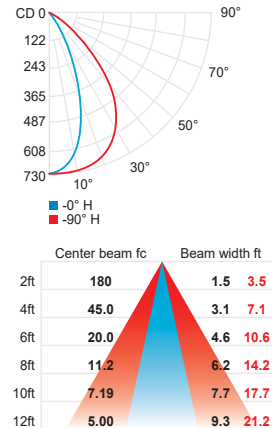 CD 0 90°
122
243 70°
365
487 50°
608
730 10° 30°
-0° H
-90° H
Center beam fc Beam width ft
2ft 180 1.5 3.5
4ft 45.0 3.1 7.1
6ft 20.0 4.6 10.6
8ft 11.2 6.2 14.2
10ft 7.19 7.7 17.7
12ft 5.00 9.3 21.2